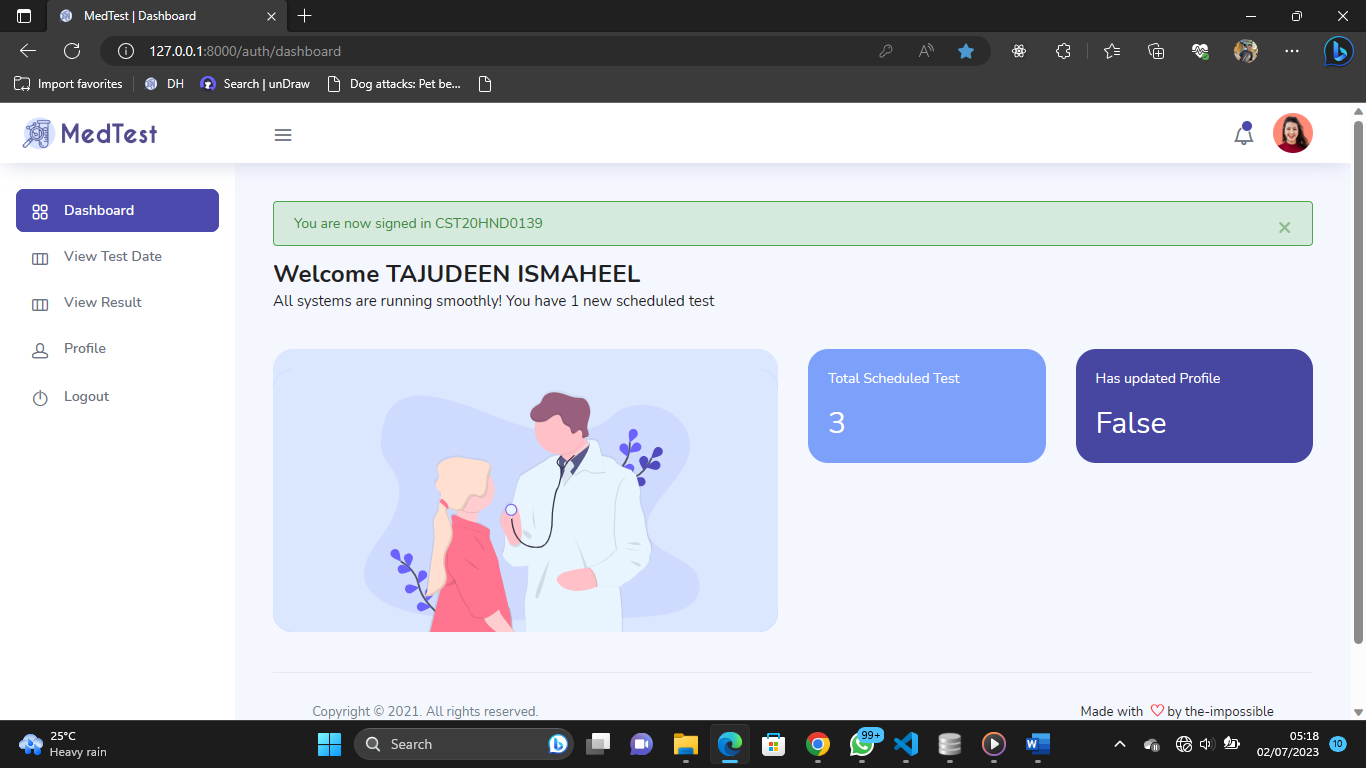 MedTest | Dashboard
127.0.0.1:8000/auth/dashboard
Import favorites
DH
Search | unDraw
Dog attacks: Pet be...
MedTest
Dashboard
View Test Date
View Result
Profile
Logout
You are now signed in CST20HND0139
×
Welcome TAJUDEEN ISMAHEEL
All systems are running smoothly! You have 1 new scheduled test
Total Scheduled Test
3
Has updated Profile
False
Copyright © 2021. All rights reserved.
Made with ♡ by the-impossible
25°C
Heavy rain
Search
99+
05:18
02/07/2023
10